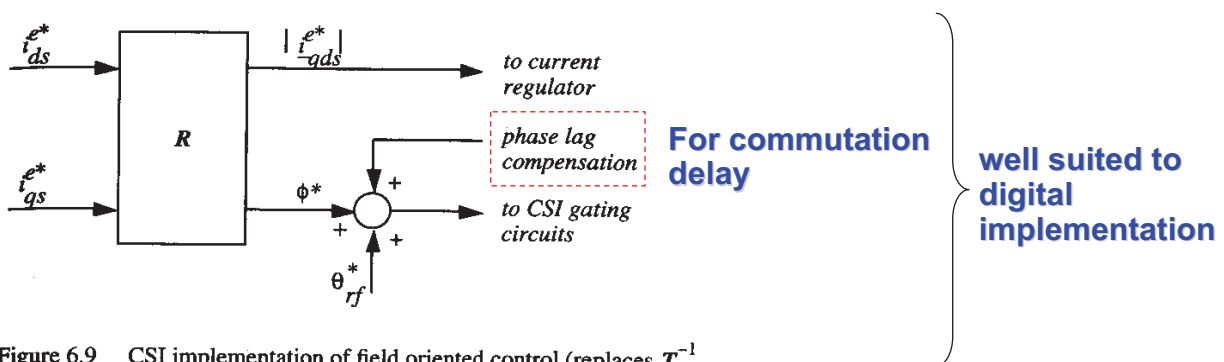 i^{e*}_{ds}
i^{e*}_{qs}
R
| i^{e*}_{qds} |
to current
regulator
phase lag
compensation
For commutation
delay
ϕ*
+
+
+
to CSI gating
circuits
θ*_{rf}
well suited to
digital
implementation
Figure 6.9 CSI implementation of field oriented control (replaces T^{-1}